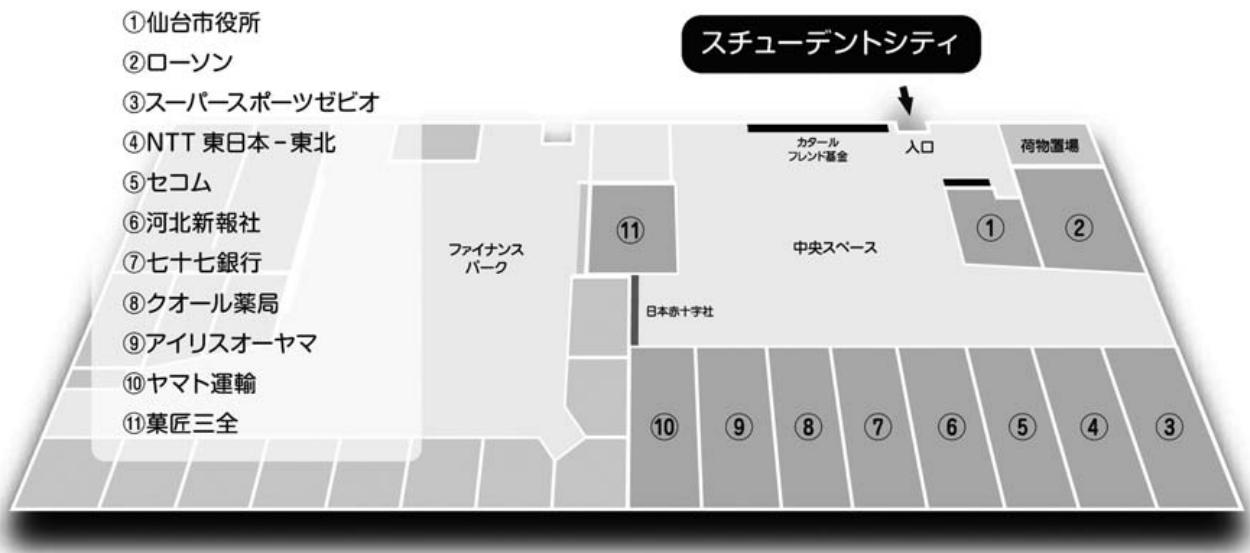 ①仙台市役所
②ローソン
③スーパースポーツゼビオ
④NTT 東日本－東北
⑤セコム
⑥河北新報社
⑦七十七銀行
⑧クオール薬局
⑨アイリスオーヤマ
⑩ヤマト運輸
⑪菓匠三全
スチューデントシティ
カタール
フレンド基金
入口
荷物置場
⑪
①
②
ファイナンス
パーク
中央スペース
日本赤十字社
⑩
⑨
⑧
⑦
⑥
⑤
④
③